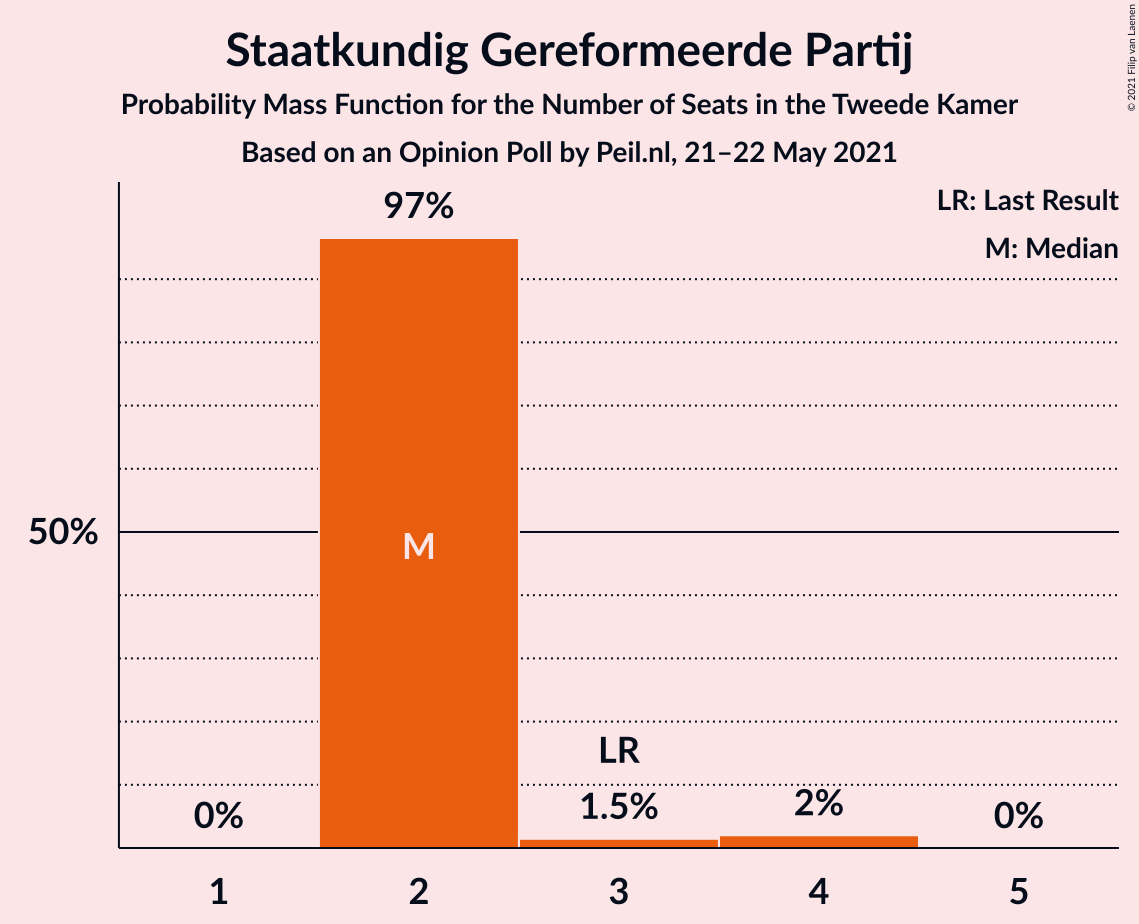 Staatkundig Gereformeerde Partij
Probability Mass Function for the Number of Seats in the Tweede Kamer
Based on an Opinion Poll by Peil.nl, 21–22 May 2021
© 2021 Filip van Laenen
LR: Last Result
M: Median
97%
50%
M
LR
0%
1.5%
2%
0%
1
2
3
4
5